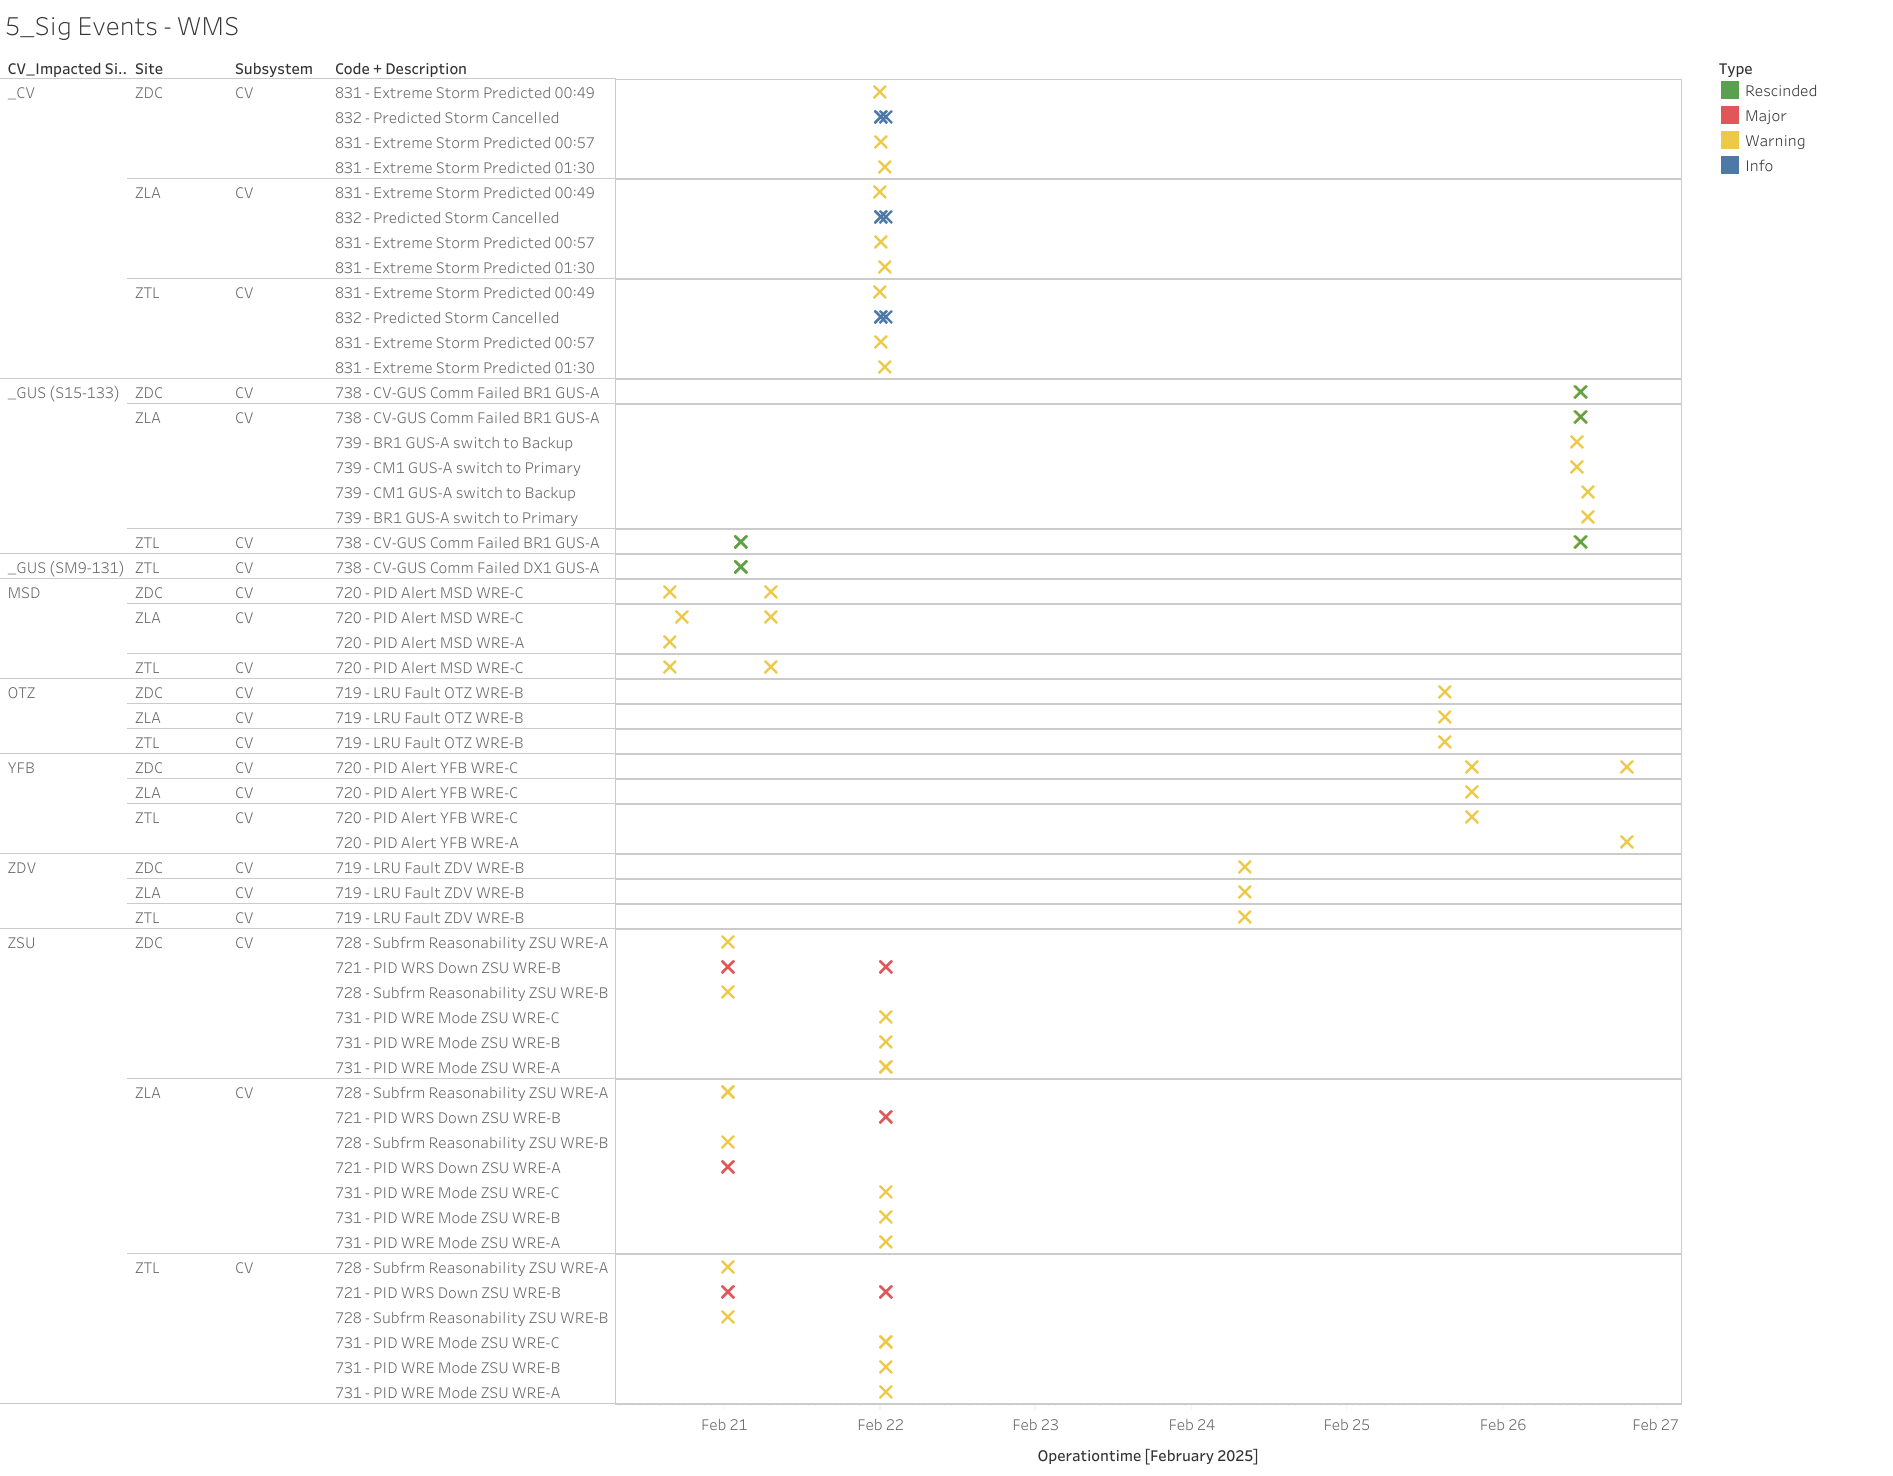 5_Sig Events - WMS
CV_Impacted Si.. Site Subsystem Code + Description
Type
Rescinded
Major
Warning
Info
_CV ZDC CV 831 - Extreme Storm Predicted 00:49
832 - Predicted Storm Cancelled
831 - Extreme Storm Predicted 00:57
831 - Extreme Storm Predicted 01:30
ZLA CV 831 - Extreme Storm Predicted 00:49
832 - Predicted Storm Cancelled
831 - Extreme Storm Predicted 00:57
831 - Extreme Storm Predicted 01:30
ZTL CV 831 - Extreme Storm Predicted 00:49
832 - Predicted Storm Cancelled
831 - Extreme Storm Predicted 00:57
831 - Extreme Storm Predicted 01:30
_GUS (S15-133) ZDC CV 738 - CV-GUS Comm Failed BR1 GUS-A
ZLA CV 738 - CV-GUS Comm Failed BR1 GUS-A
739 - BR1 GUS-A switch to Backup
739 - CM1 GUS-A switch to Primary
739 - CM1 GUS-A switch to Backup
739 - BR1 GUS-A switch to Primary
ZTL CV 738 - CV-GUS Comm Failed BR1 GUS-A
_GUS (SM9-131) ZTL CV 738 - CV-GUS Comm Failed DX1 GUS-A
MSD ZDC CV 720 - PID Alert MSD WRE-C
ZLA CV 720 - PID Alert MSD WRE-C
720 - PID Alert MSD WRE-A
ZTL CV 720 - PID Alert MSD WRE-C
OTZ ZDC CV 719 - LRU Fault OTZ WRE-B
ZLA CV 719 - LRU Fault OTZ WRE-B
ZTL CV 719 - LRU Fault OTZ WRE-B
YFB ZDC CV 720 - PID Alert YFB WRE-C
ZLA CV 720 - PID Alert YFB WRE-C
ZTL CV 720 - PID Alert YFB WRE-C
720 - PID Alert YFB WRE-A
ZDV ZDC CV 719 - LRU Fault ZDV WRE-B
ZLA CV 719 - LRU Fault ZDV WRE-B
ZTL CV 719 - LRU Fault ZDV WRE-B
ZSU ZDC CV 728 - Subfrm Reasonability ZSU WRE-A
721 - PID WRS Down ZSU WRE-B
728 - Subfrm Reasonability ZSU WRE-B
731 - PID WRE Mode ZSU WRE-C
731 - PID WRE Mode ZSU WRE-B
731 - PID WRE Mode ZSU WRE-A
ZLA CV 728 - Subfrm Reasonability ZSU WRE-A
721 - PID WRS Down ZSU WRE-B
728 - Subfrm Reasonability ZSU WRE-B
721 - PID WRS Down ZSU WRE-A
731 - PID WRE Mode ZSU WRE-C
731 - PID WRE Mode ZSU WRE-B
731 - PID WRE Mode ZSU WRE-A
ZTL CV 728 - Subfrm Reasonability ZSU WRE-A
721 - PID WRS Down ZSU WRE-B
728 - Subfrm Reasonability ZSU WRE-B
731 - PID WRE Mode ZSU WRE-C
731 - PID WRE Mode ZSU WRE-B
731 - PID WRE Mode ZSU WRE-A
Feb 21 Feb 22 Feb 23 Feb 24 Feb 25 Feb 26 Feb 27
Operationtime [February 2025]